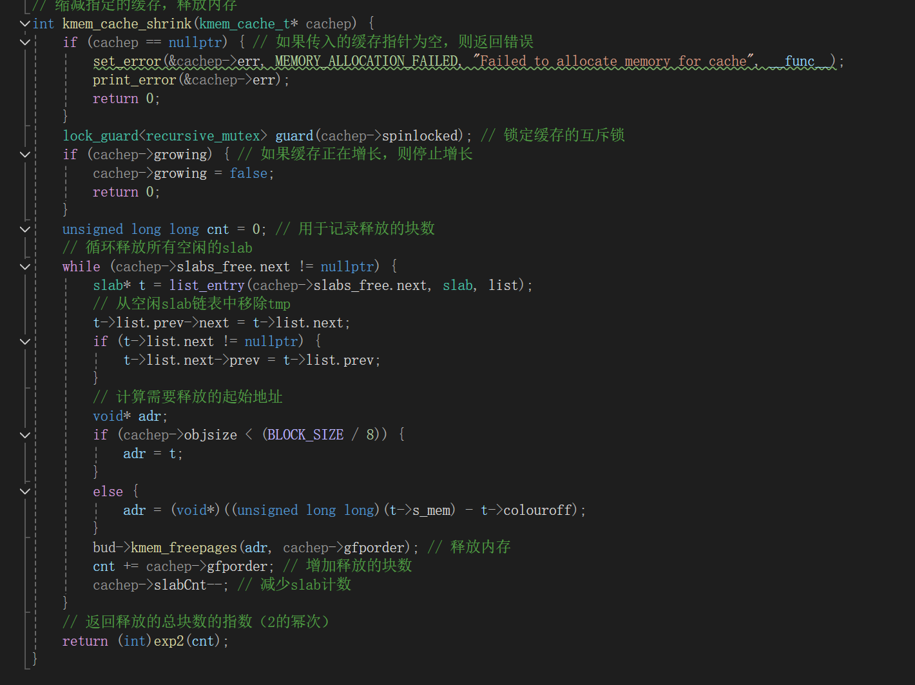 // 缩减指定的缓存，释放内存
int kmem_cache_shrink(kmem_cache_t* cachep) {
if (cachep == nullptr) { // 如果传入的缓存指针为空，则返回错误
set_error(&cachep->err, MEMORY_ALLOCATION_FAILED, "Failed to allocate memory for cache", __func__);
print_error(&cachep->err);
return 0;
}
lock_guard<recursive_mutex> guard(cachep->spinlocked); // 锁定缓存的互斥锁
if (cachep->growing) { // 如果缓存正在增长，则停止增长
cachep->growing = false;
return 0;
}
unsigned long long cnt = 0; // 用于记录释放的块数
// 循环释放所有空闲的slab
while (cachep->slabs_free.next != nullptr) {
slab* t = list_entry(cachep->slabs_free.next, slab, list);
// 从空闲slab链表中移除tmp
t->list.prev->next = t->list.next;
if (t->list.next != nullptr) {
t->list.next->prev = t->list.prev;
}
// 计算需要释放的起始地址
void* adr;
if (cachep->objsize < (BLOCK_SIZE / 8)) {
adr = t;
}
else {
adr = (void*)((unsigned long long)(t->s_mem) - t->colouroff);
}
bud->kmem_freepages(adr, cachep->gfporder); // 释放内存
cnt += cachep->gfporder; // 增加释放的块数
cachep->slabCnt--; // 减少slab计数
}
// 返回释放的总块数的指数（2的幂次）
return (int)exp2(cnt);
}